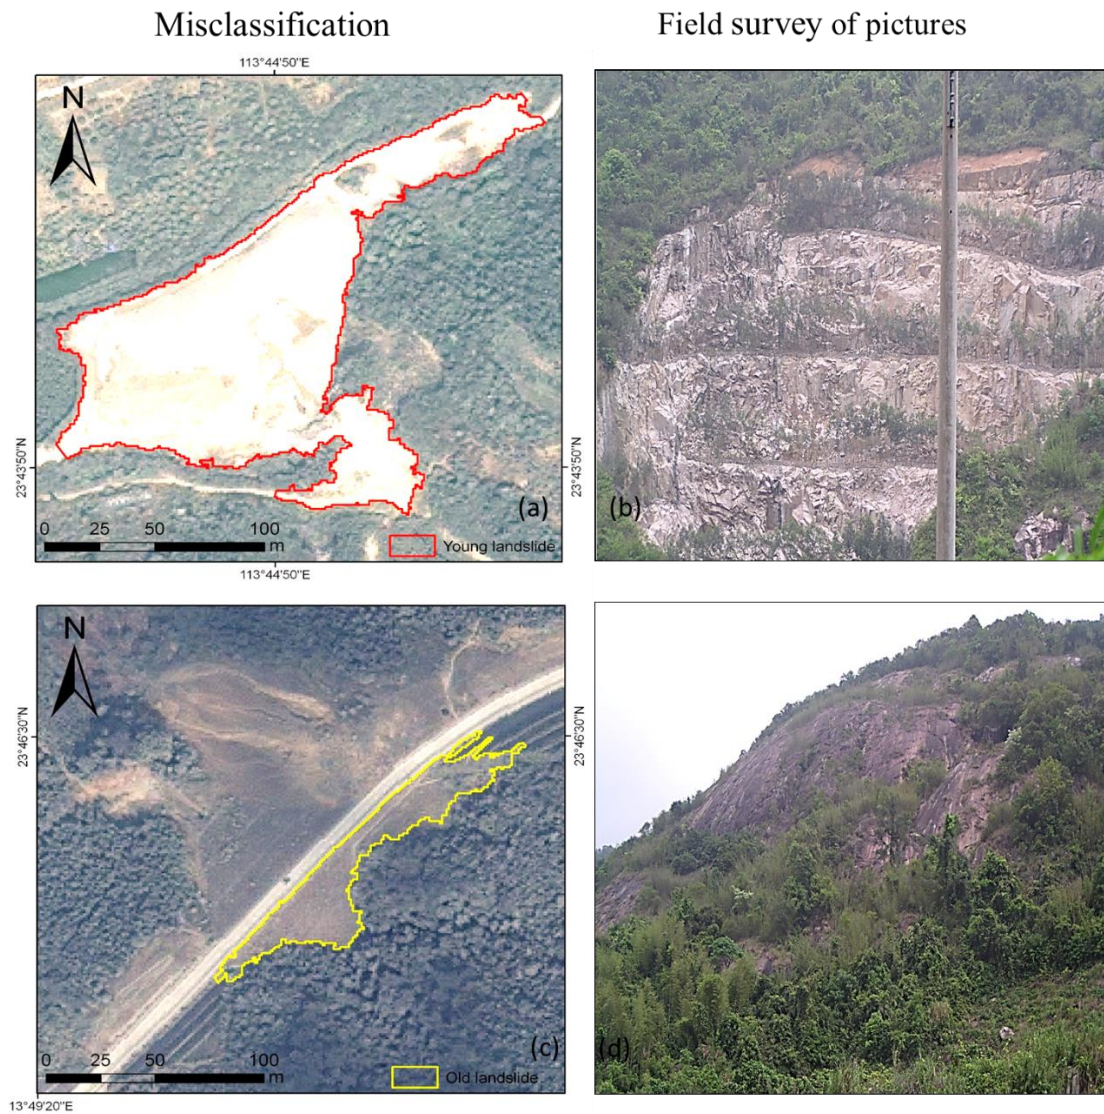 Misclassification
Field survey of pictures
113°44'50"E
N
23°43'50"N
23°43'50"N
(a)
(b)
0 25 50 100
m
Young landslide
113°44'50"E
N
23°46'30"N
23°46'30"N
(c)
(d)
0 25 50 100
m
Old landslide
13°49'20"E